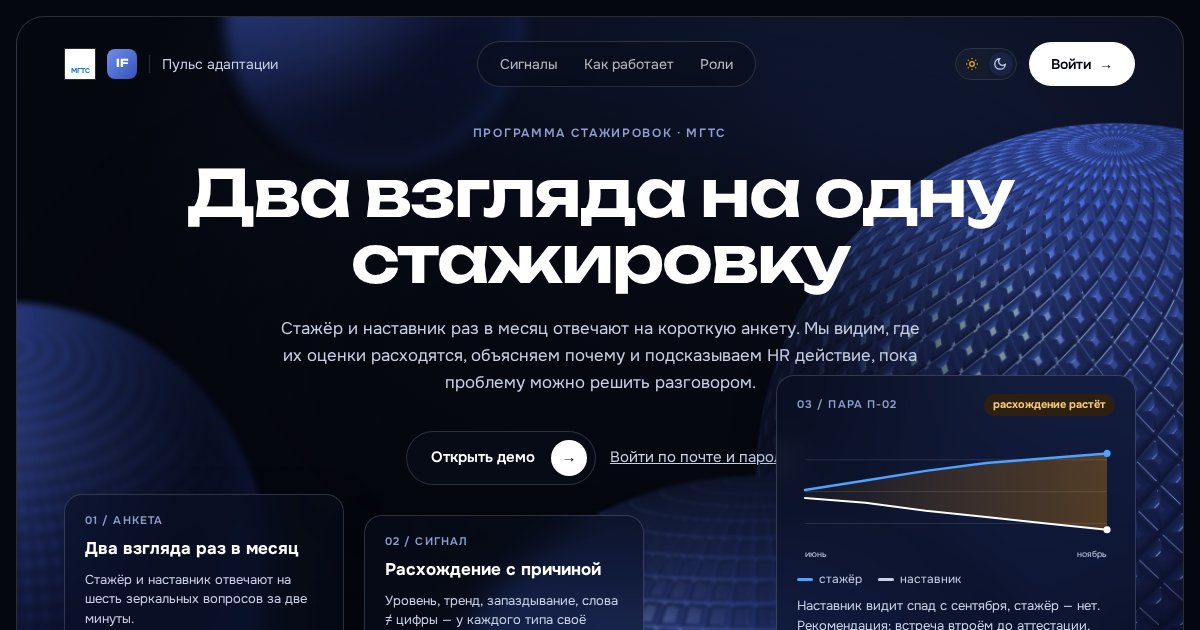 МГТС
IF
Пульс адаптации
Сигналы
Как работает
Роли
Войти →
ПРОГРАММА СТАЖИРОВОК · МГТС
Два взгляда на одну
стажировку
Стажёр и наставник раз в месяц отвечают на короткую анкету. Мы видим, где
их оценки расходятся, объясняем почему и подсказываем HR действие, пока
проблему можно решить разговором.
Открыть демо →
Войти по почте и
01 / АНКЕТА
Два взгляда раз в месяц
Стажёр и наставник отвечают на
шесть зеркальных вопросов за две
минуты.
02 / СИГНАЛ
Расхождение с причиной
Уровень, тренд, запаздывание, слова
≠ цифры — у каждого типа своё
03 / ПАРА П-02
расхождение растёт
июнь
ноябрь
стажёр
наставник
Наставник видит спад с сентября, стажёр — нет.
Рекомендация: встреча втроём до аттестации.